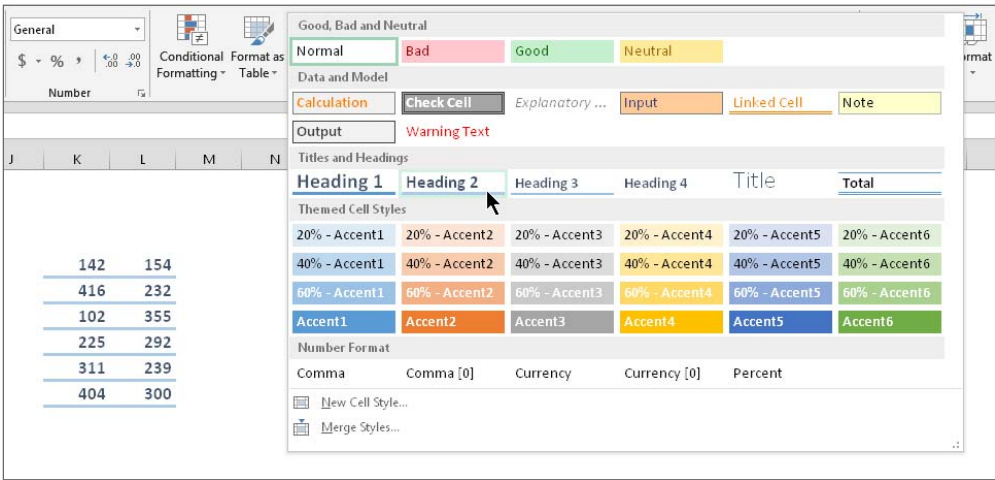 General
$ % , .0 .00 .00 .0
Number
Conditional Format as
Formatting Table
rmat
Good, Bad and Neutral
Normal Bad Good Neutral
Data and Model
Calculation Check Cell Explanatory ... Input Linked Cell Note
Output Warning Text
Titles and Headings
Heading 1 Heading 2 Heading 3 Heading 4 Title Total
Themed Cell Styles
20% - Accent1 20% - Accent2 20% - Accent3 20% - Accent4 20% - Accent5 20% - Accent6
40% - Accent1 40% - Accent2 40% - Accent3 40% - Accent4 40% - Accent5 40% - Accent6
60% - Accent1 60% - Accent2 60% - Accent3 60% - Accent4 60% - Accent5 60% - Accent6
Accent1 Accent2 Accent3 Accent4 Accent5 Accent6
Number Format
Comma Comma [0] Currency Currency [0] Percent
New Cell Style...
Merge Styles...
J K L M N
142 154
416 232
102 355
225 292
311 239
404 300